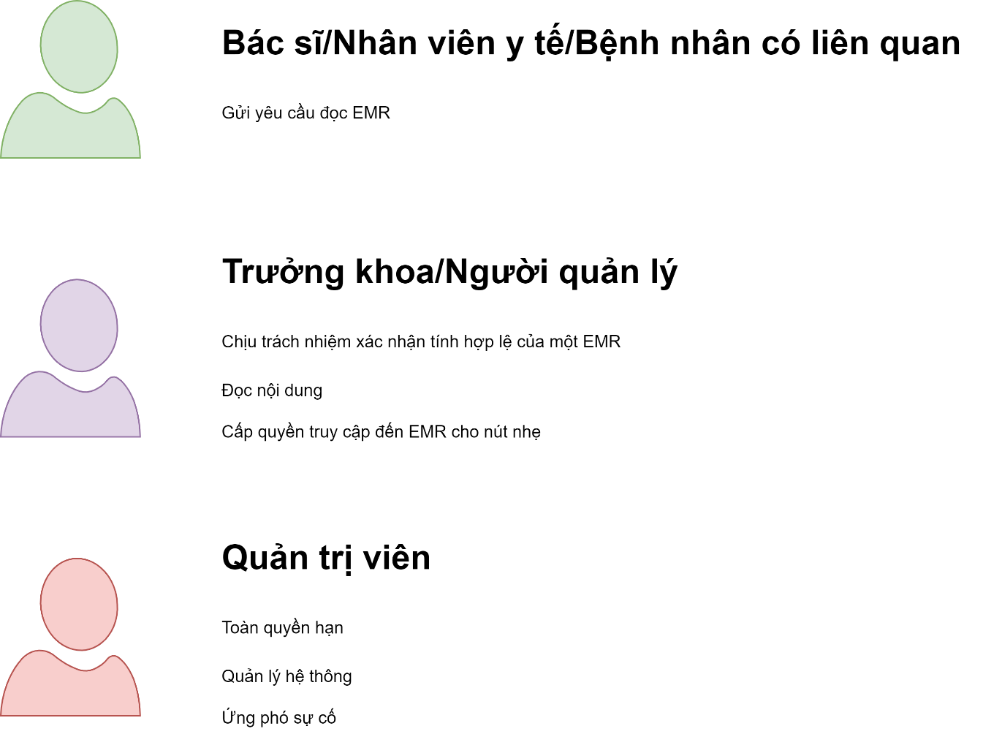 Bác sĩ/Nhân viên y tế/Bệnh nhân có liên quan
Gửi yêu cầu đọc EMR
Trưởng khoa/Người quản lý
Chịu trách nhiệm xác nhận tính hợp lệ của một EMR
Đọc nội dung
Cấp quyền truy cập đến EMR cho nút nhẹ
Quản trị viên
Toàn quyền hạn
Quản lý hệ thông
Ứng phó sự cố